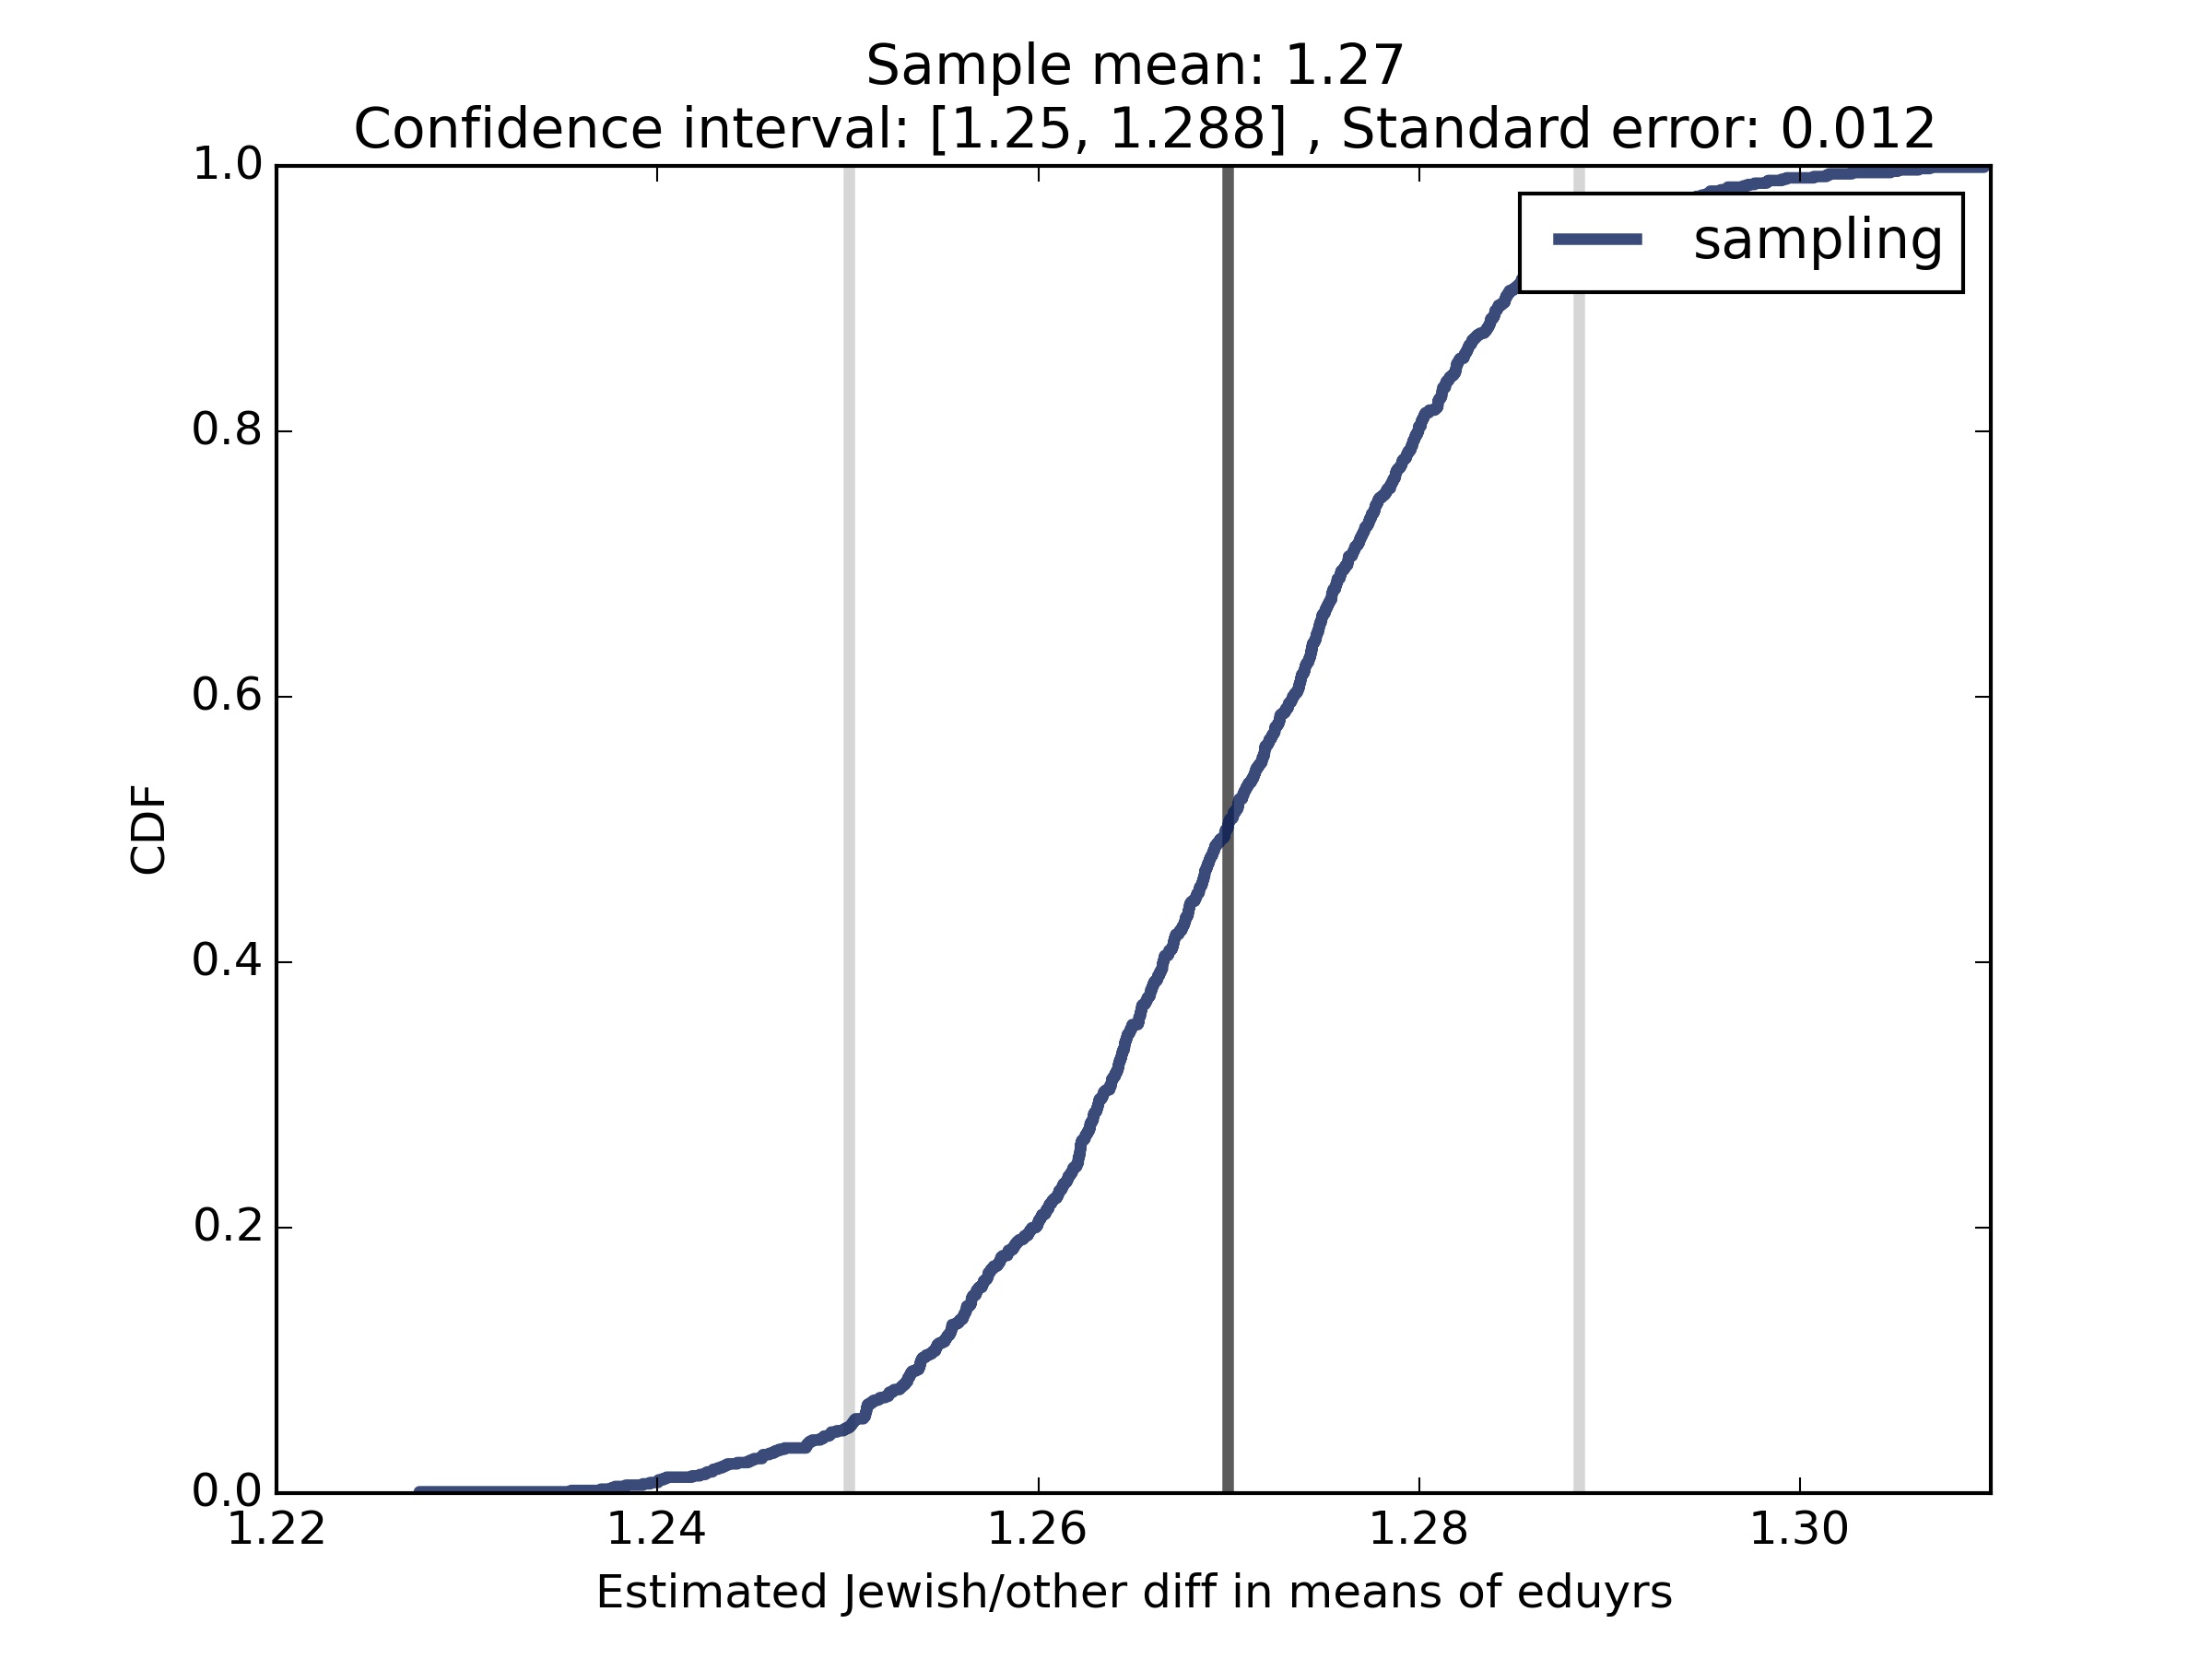 Sample mean: 1.27
Confidence interval: [1.25, 1.288] , Standard error: 0.012
1.0
sampling
0.8
0.6
CDF
0.4
0.2
0.0
1.22 1.24 1.26 1.28 1.30
Estimated Jewish/other diff in means of eduyrs